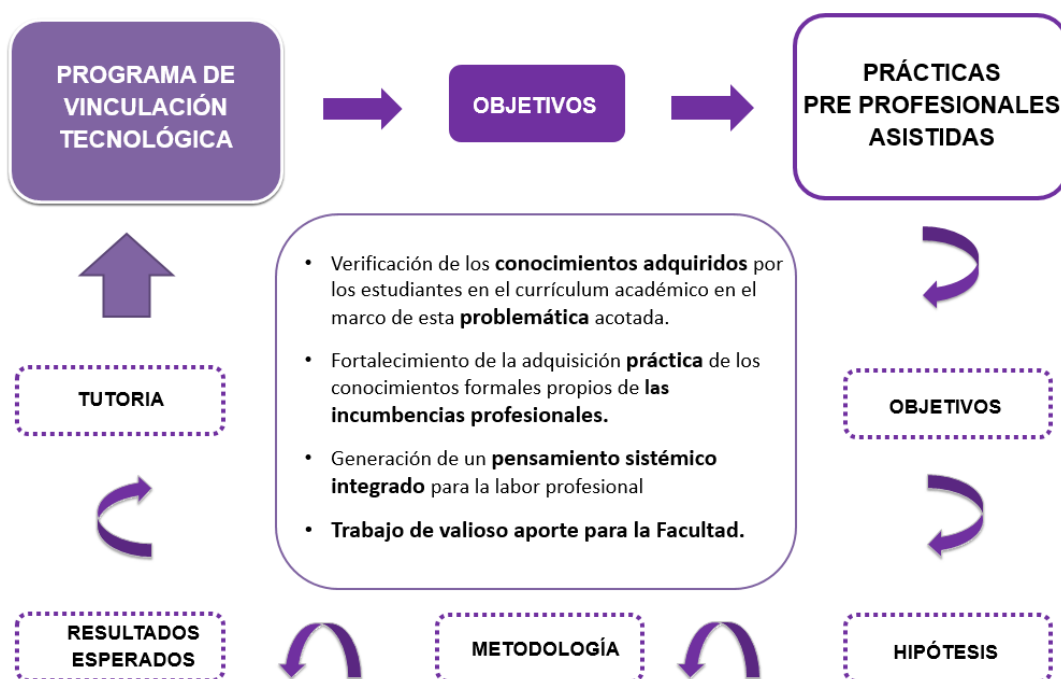 PROGRAMA DE
VINCULACIÓN
TECNOLÓGICA
OBJETIVOS
PRÁCTICAS
PRE PROFESIONALES
ASISTIDAS
• Verificación de los conocimientos adquiridos por
los estudiantes en el currículum académico en el
marco de esta problemática acotada.
• Fortalecimiento de la adquisición práctica de los
conocimientos formales propios de las
incumbencias profesionales.
• Generación de un pensamiento sistémico
integrado para la labor profesional
• Trabajo de valioso aporte para la Facultad.
TUTORIA
OBJETIVOS
RESULTADOS
ESPERADOS
METODOLOGÍA
HIPÓTESIS